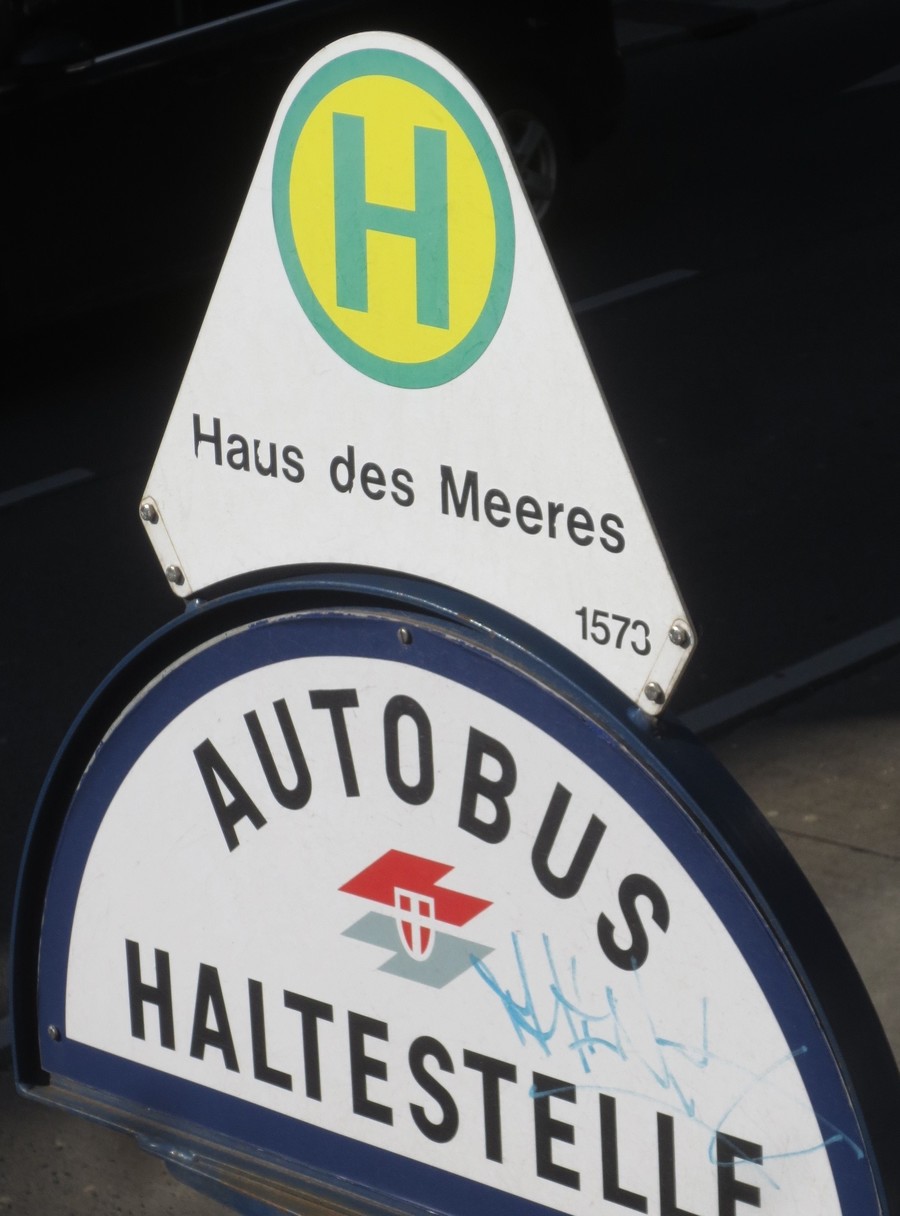 H
Haus des Meeres
1573
AUTOBUS
HALTESTELLE